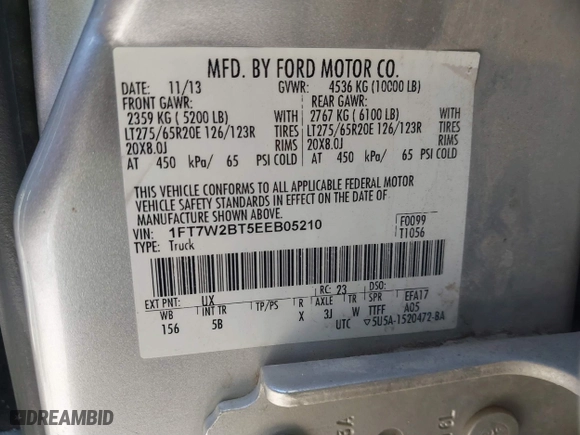 MFD. BY FORD MOTOR CO.
DATE: 11/13 GVWR: 4536 KG (10000 LB)
FRONT GAWR: REAR GAWR:
2359 KG ( 5200 LB) WITH 2767 KG ( 6100 LB) WITH
LT275/65R20E 126/123R TIRES LT275/65R20E 126/123R TIRES
20X8.0J RIMS 20X8.0J RIMS
AT 450 kPa/ 65 PSI COLD AT 450 kPa/ 65 PSI COLD
THIS VEHICLE CONFORMS TO ALL APPLICABLE FEDERAL MOTOR
VEHICLE SAFETY STANDARDS IN EFFECT ON THE DATE OF
MANUFACTURE SHOWN ABOVE.
VIN: 1FT7W2BT5EEB05210 F0099
TYPE: Truck T1056
EXT PNT: UX RC: 23 DSO:
WB INT TR TP/PS R AXLE TR SPR EFA17
156 5B X 3J W TTFF A05
UTC ▽5U5A-1520472-BA
DREAMBID